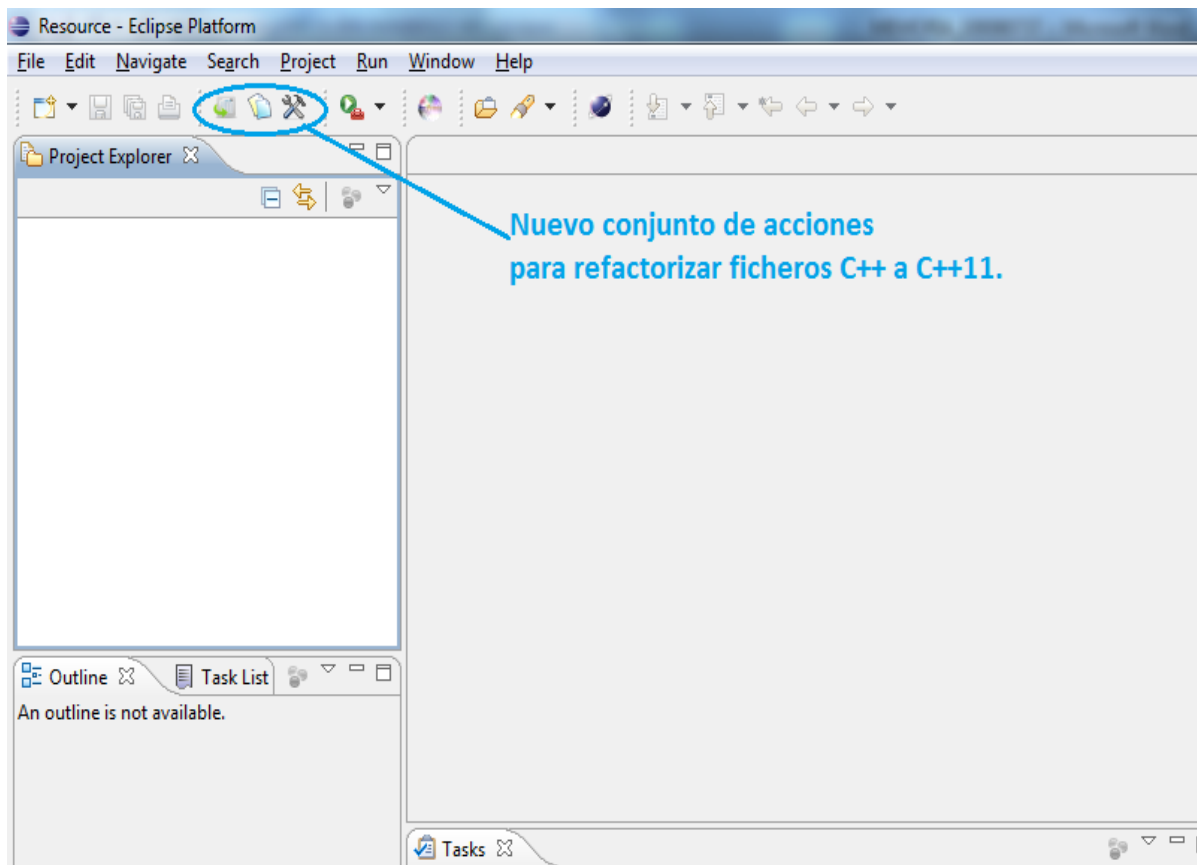 Resource - Eclipse Platform
File Edit Navigate Search Project Run Window Help
Project Explorer
Nuevo conjunto de acciones
para refactorizar ficheros C++ a C++11.
Outline Task List
An outline is not available.
Tasks